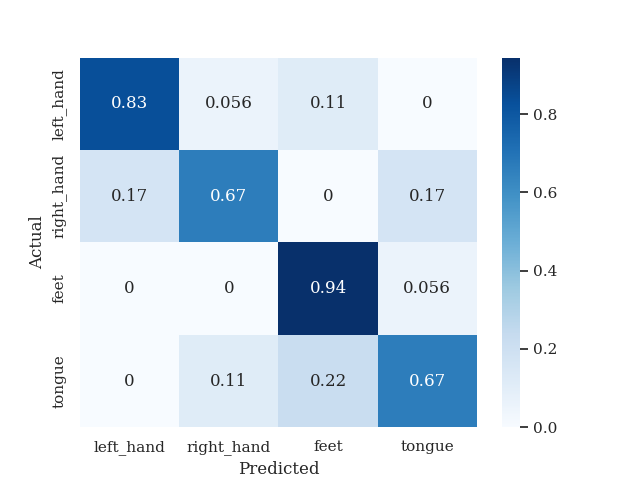 Actual
left_hand 0.83 0.056 0.11 0
right_hand 0.17 0.67 0 0.17
feet 0 0 0.94 0.056
tongue 0 0.11 0.22 0.67
left_hand right_hand feet tongue
Predicted
0.8
0.6
0.4
0.2
0.0